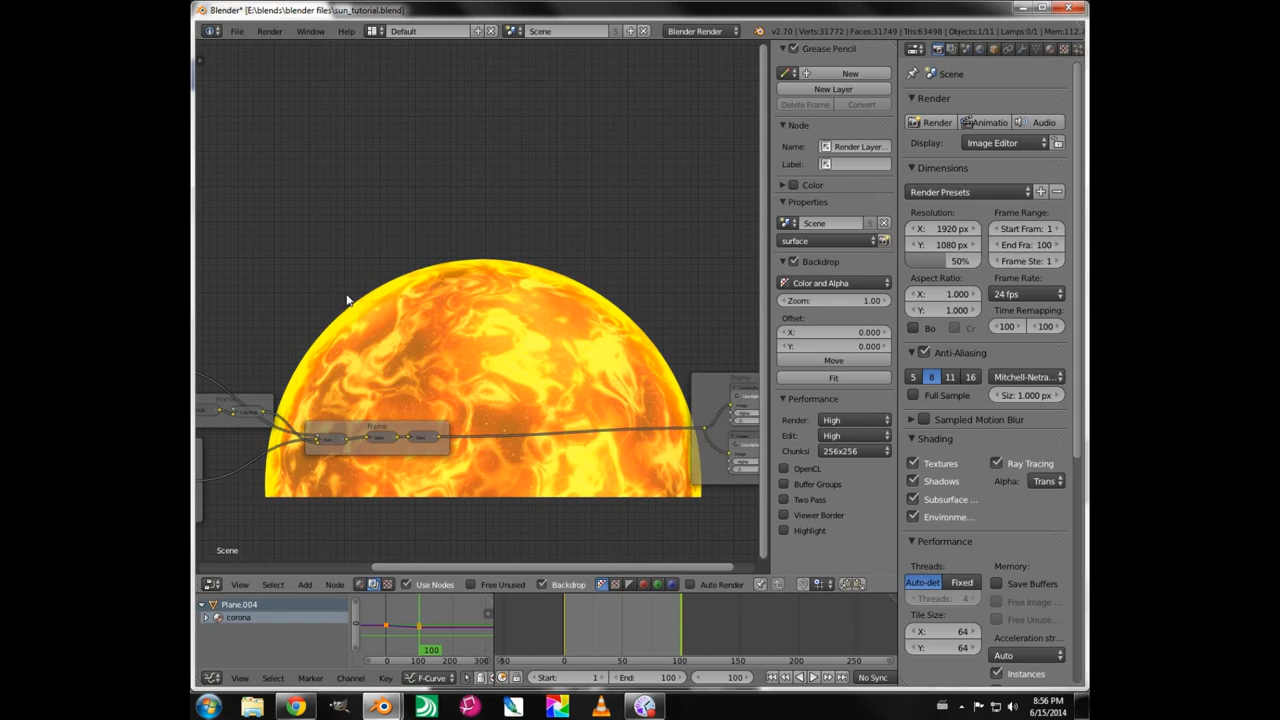 Blender* [E:\blends\blender files\sun_tutorial.blend]
File Render Window Help Default Scene 5 Blender Render v2.70 | Verts:31772 | Faces:31749 | Tris:63498 | Objects:1/11 | Lamps:0/1 | Mem:112.
Grease Pencil
New
New Layer
Delete Frame Convert
Node
Name: Render Layer...
Label:
Color
Properties
Scene 5
surface
Backdrop
Color and Alpha
Zoom: 1.00
Offset:
X: 0.000
Y: 0.000
Move
Fit
Performance
Render: High
Edit: High
Chunksi 256x256
OpenCL
Buffer Groups
Two Pass
Viewer Border
Highlight
Scene
Render
Render Animatio Audio
Display: Image Editor
Dimensions
Render Presets
Resolution: Frame Range:
X: 1920 px Start Fram: 1
Y: 1080 px End Fra: 100
50% Frame Ste: 1
Aspect Ratio: Frame Rate:
X: 1.000 24 fps
Y: 1.000 Time Remapping:
Bo Cr 100 100
Anti-Aliasing
5 8 11 16 Mitchell-Netra...
Full Sample Siz: 1.000 px
Sampled Motion Blur
Shading
Textures Ray Tracing
Shadows Alpha: Trans
Subsurface ...
Environme...
Performance
Threads: Memory:
Auto-det Fixed Save Buffers
Threads: 4 Free Image
Tile Size: Free Unuse...
X: 64 Acceleration str...
Y: 64 Auto
Instances
Frame
Frame
Frame
Scene
View Select Add Node Use Nodes Free Unused Backdrop Auto Render
Plane.004
corona
100
0 100 200 300
-50 0 50 100 150 200 250
View Select Marker Channel Key F-Curve
Start: 1 End: 100 100 No Sync
8:56 PM
6/15/2014